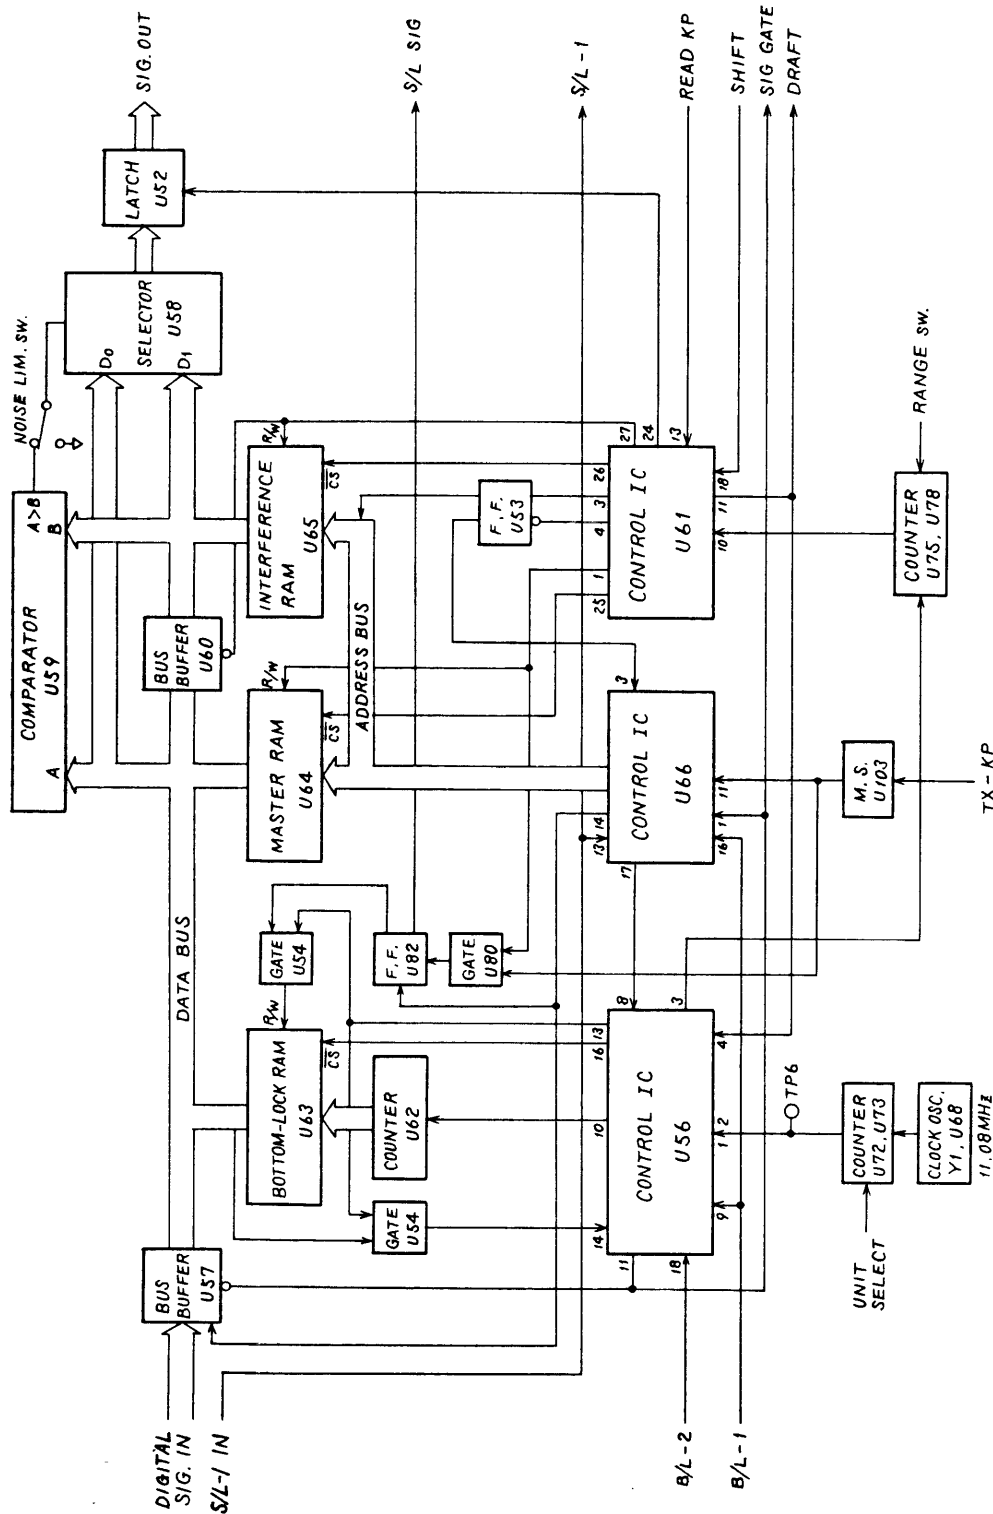 SIG. OUT
S/L SIG
S/L-1
READ KP
SHIFT
SIG GATE
DRAFT
LATCH
U52
NOISE LIM. SW.
SELECTOR
U58
D0
D1
COMPARATOR
U59
A>B
B
A
BUS
BUFFER
U60
R/W
INTERFERENCE
RAM
U65
CS
ADDRESS BUS
R/W
MASTER RAM
U64
CS
DATA BUS
F.F.
U53
27
24
13
26
3
4
1
25
CONTROL IC
U61
18
11
10
RANGE SW.
COUNTER
U75, U78
3
CONTROL IC
U66
14
13
17
11
1
16
M.S.
U103
TX-KP
GATE
U54
F.F.
U82
GATE
U80
R/W
BOTTOM-LOCK RAM
U63
CS
COUNTER
U62
GATE
U54
8
3
13
16
10
14
11
18
CONTROL IC
U56
4
2
1
9
TP6
COUNTER
U72, U73
CLOCK OSC.
Y1, U68
11.08MHz
UNIT
SELECT
BUS
BUFFER
U57
DIGITAL
SIG. IN
S/L-1 IN
B/L-2
B/L-1